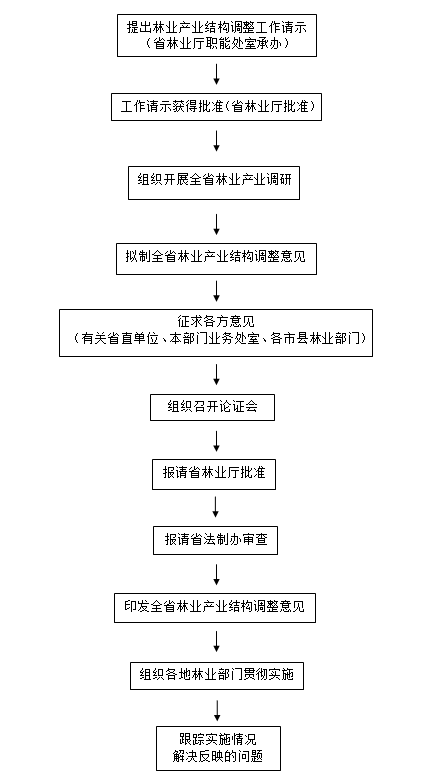 提出林业产业结构调整工作请示
（省林业厅职能处室承办）
工作请示获得批准（省林业厅批准）
组织开展全省林业产业调研
拟制全省林业产业结构调整意见
征求各方意见
（有关省直单位、本部门业务处室、各市县林业部门）
组织召开论证会
报请省林业厅批准
报请省法制办审查
印发全省林业产业结构调整意见
组织各地林业部门贯彻实施
跟踪实施情况
解决反映的问题